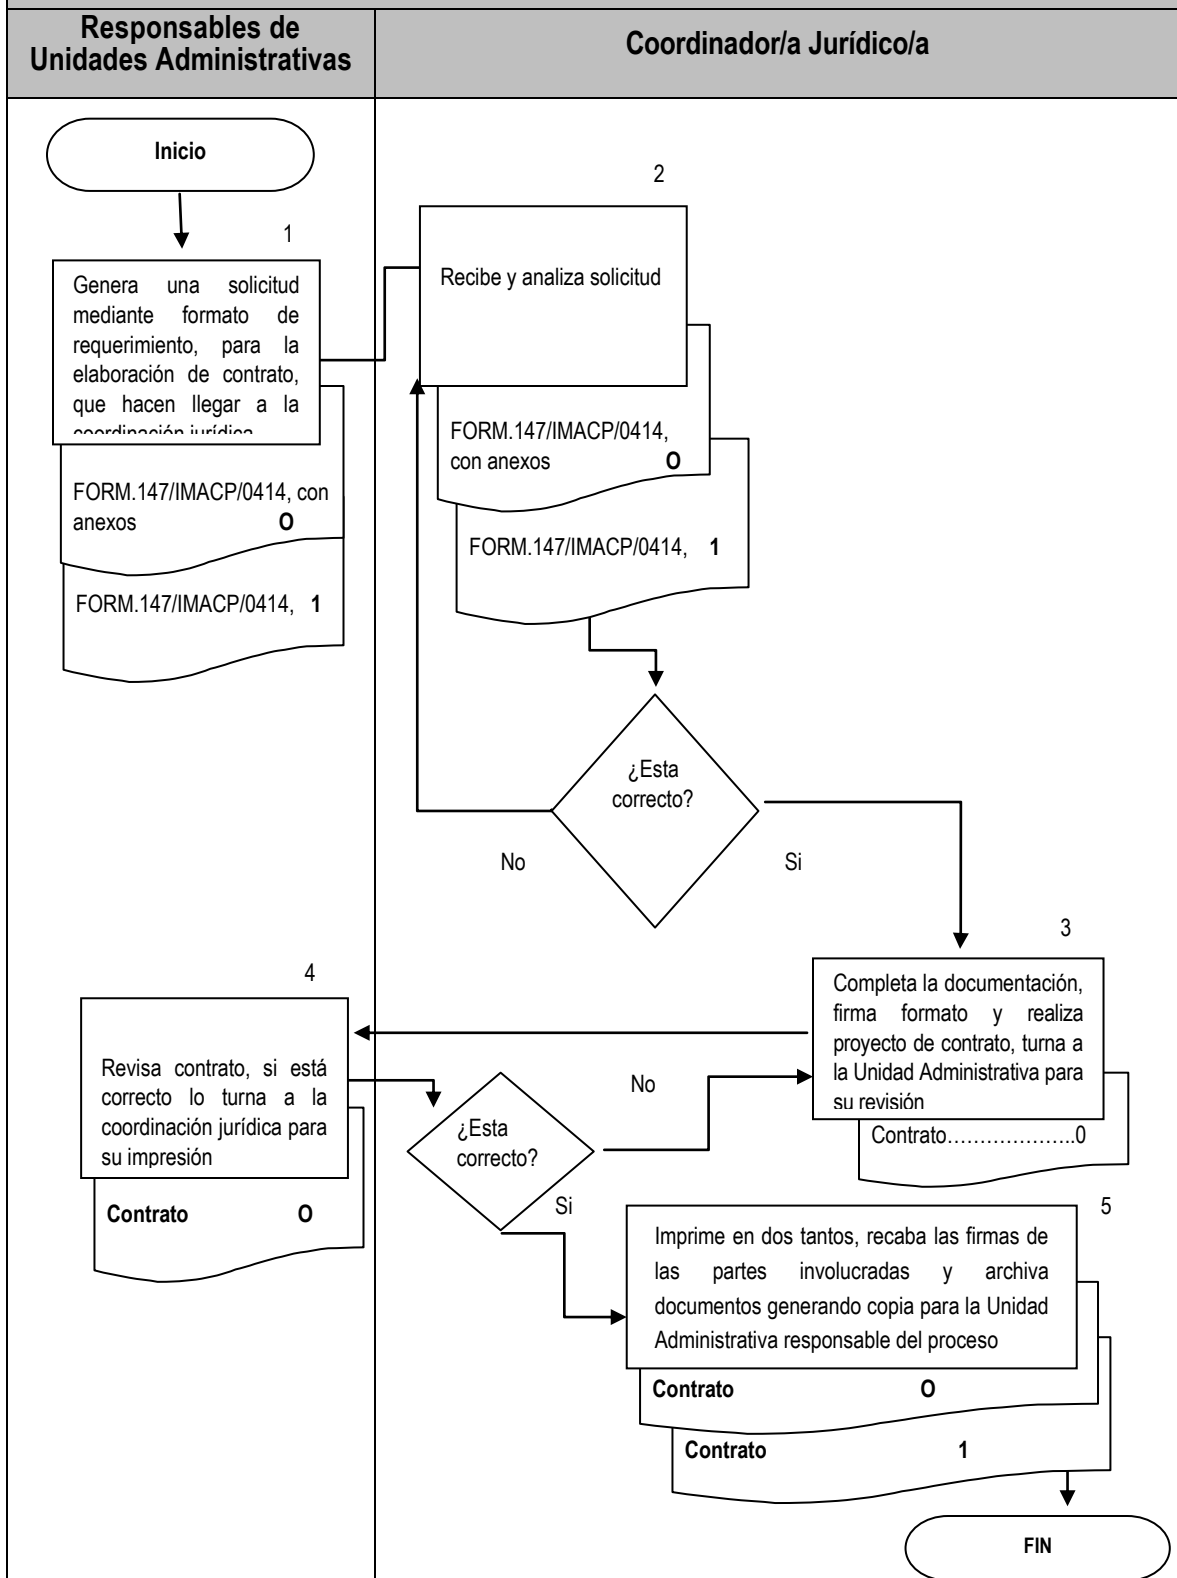 Responsables de
Unidades Administrativas
Coordinador/a Jurídico/a
Inicio
1
Genera una solicitud
mediante formato de
requerimiento, para la
elaboración de contrato,
que hacen llegar a la
coordinación jurídica
FORM.147/IMACP/0414, con
anexos O
FORM.147/IMACP/0414, 1
2
Recibe y analiza solicitud
FORM.147/IMACP/0414,
con anexos O
FORM.147/IMACP/0414, 1
¿Esta
correcto?
No
Si
3
Completa la documentación,
firma formato y realiza
proyecto de contrato, turna a
la Unidad Administrativa para
su revisión
Contrato………………..0
4
Revisa contrato, si está
correcto lo turna a la
coordinación jurídica para
su impresión
Contrato O
¿Esta
correcto?
No
Si
5
Imprime en dos tantos, recaba las firmas de
las partes involucradas y archiva
documentos generando copia para la Unidad
Administrativa responsable del proceso
Contrato O
Contrato 1
FIN